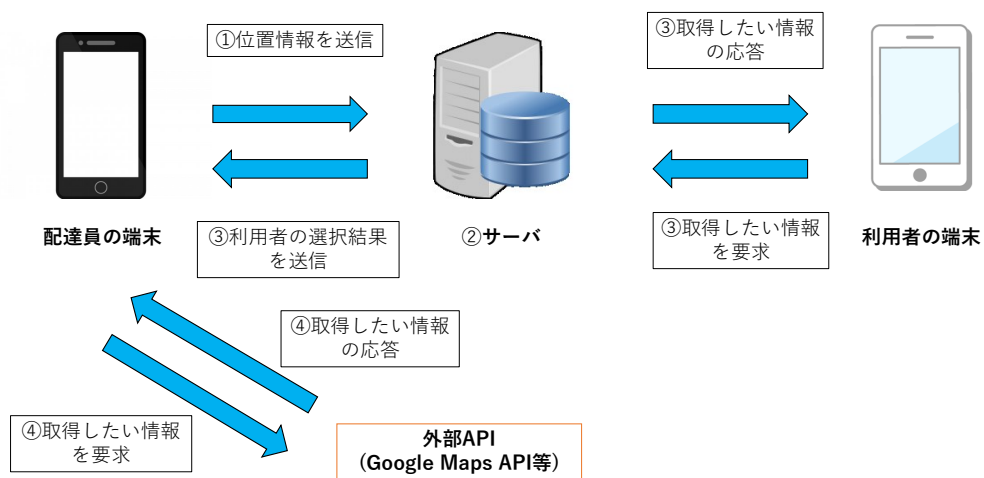 ①位置情報を送信
③取得したい情報
の応答
配達員の端末
③利用者の選択結果
を送信
②サーバ
③取得したい情報
を要求
利用者の端末
④取得したい情報
の応答
④取得したい情報
を要求
外部API
(Google Maps API等)